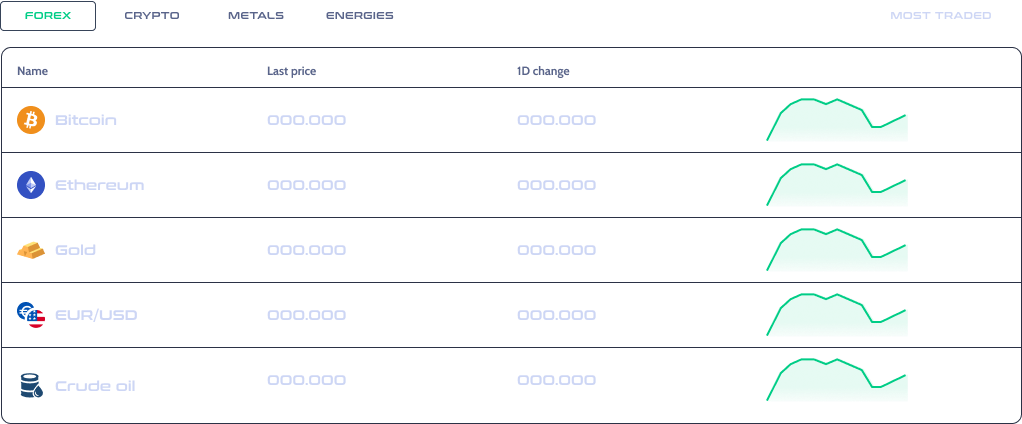 FOREX CRYPTO METALS ENERGIES MOST TRADED
Name Last price 1D change
Bitcoin 000.000 000.000
Ethereum 000.000 000.000
Gold 000.000 000.000
EUR/USD 000.000 000.000
Crude oil 000.000 000.000